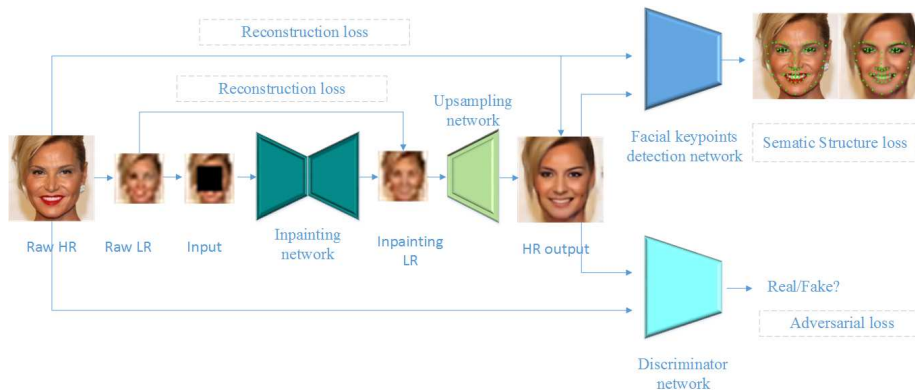 Reconstruction loss
Reconstruction loss
Upsampling
network
Facial keypoints
detection network
Sematic Structure loss
Raw HR
Raw LR
Input
Inpainting
network
Inpainting
LR
HR output
Real/Fake?
Adversarial loss
Discriminator
network